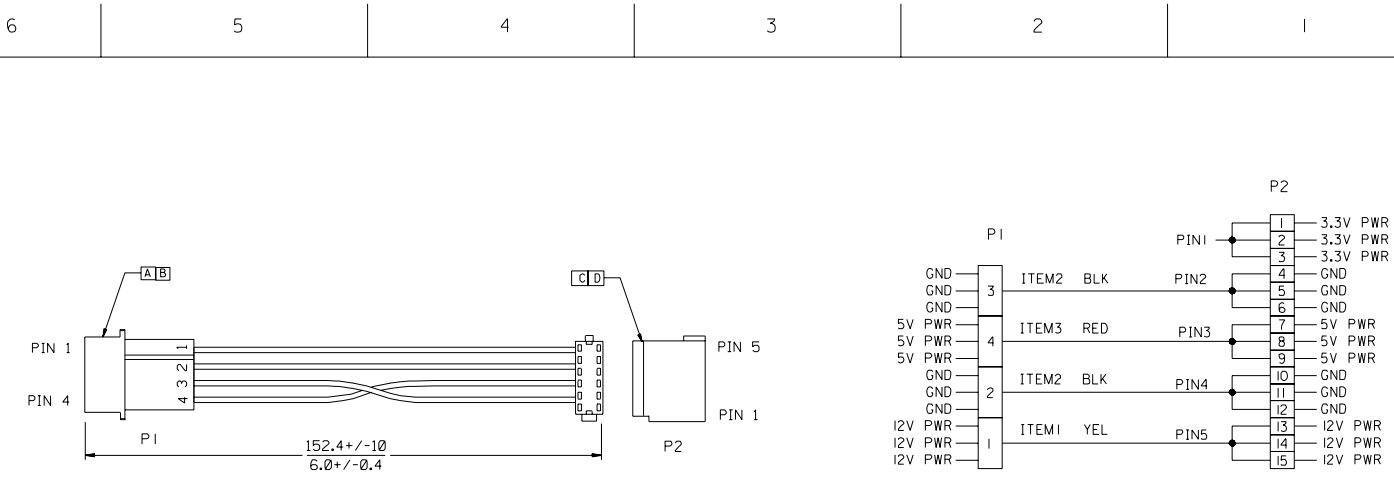 6 5 4 3 2 1
A B
PIN 1
PIN 4
1
2
3
4
P1
152.4+/-10
6.0+/-0.4
C D
PIN 5
PIN 1
P2
P1
GND
GND
GND
3
ITEM2 BLK
5V PWR
5V PWR
5V PWR
4
ITEM3 RED
GND
GND
GND
2
ITEM2 BLK
12V PWR
12V PWR
12V PWR
1
ITEM1 YEL
P2
PIN1
1 3.3V PWR
2 3.3V PWR
3 3.3V PWR
PIN2
4 GND
5 GND
6 GND
PIN3
7 5V PWR
8 5V PWR
9 5V PWR
PIN4
10 GND
11 GND
12 GND
PIN5
13 12V PWR
14 12V PWR
15 12V PWR